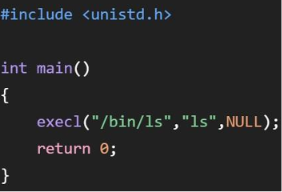 #include <unistd.h>
int main()
{
    execl("/bin/ls","ls",NULL);
    return 0;
}